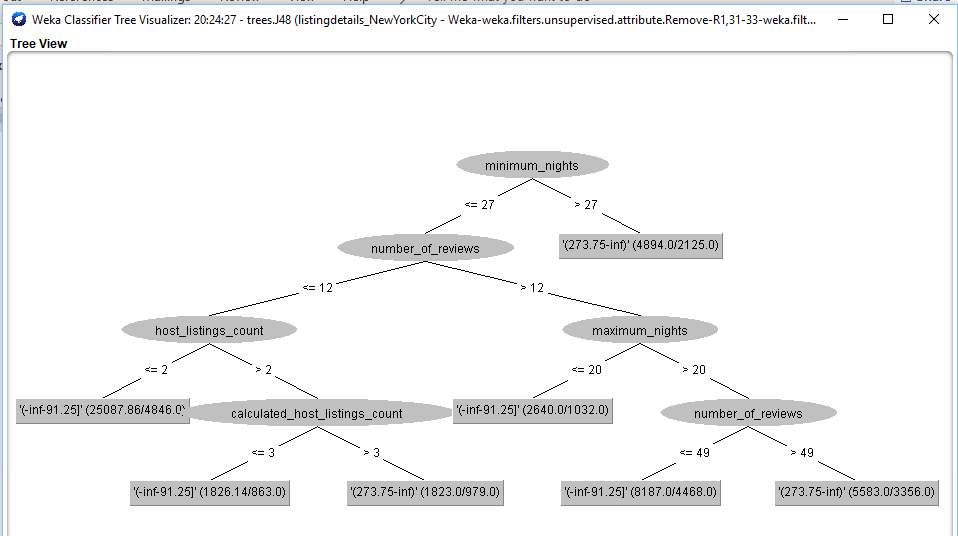 Weka Classifier Tree Visualizer: 20:24:27 - trees.J48 (listingdetails_NewYorkCity - Weka-weka.filters.unsupervised.attribute.Remove-R1,31-33-weka.filt...
Tree View
minimum_nights
<= 27 > 27
number_of_reviews '(273.75-inf)' (4894.0/2125.0)
<= 12 > 12
host_listings_count maximum_nights
<= 2 > 2 <= 20 > 20
'(-inf-91.25]' (25087.86/4846.0) calculated_host_listings_count '(-inf-91.25]' (2640.0/1032.0) number_of_reviews
<= 3 > 3 <= 49 > 49
'(-inf-91.25]' (1826.14/863.0) '(273.75-inf)' (1823.0/979.0) '(-inf-91.25]' (8187.0/4468.0) '(273.75-inf)' (5583.0/3356.0)